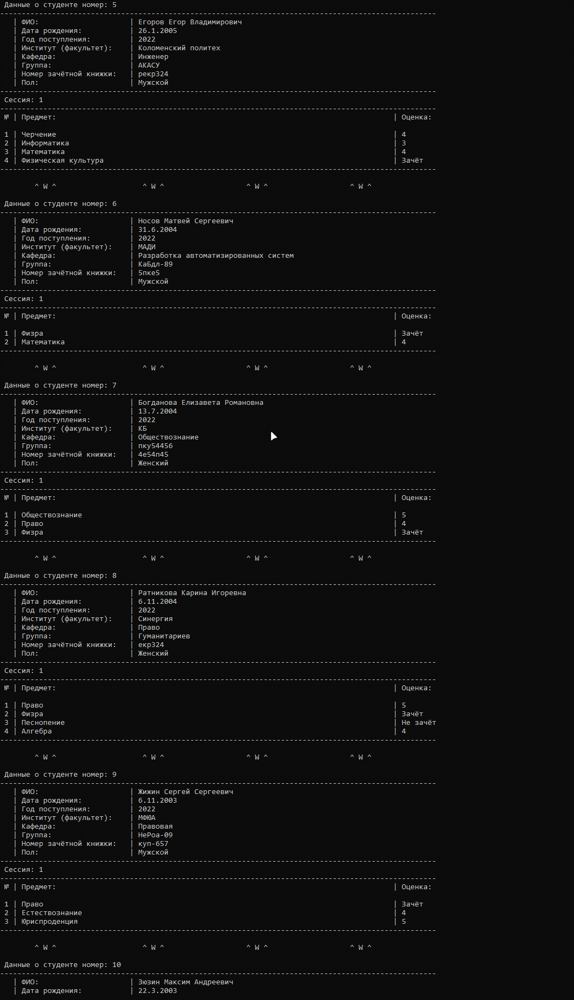 Данные о студенте номер: 5
| ФИО: | Егоров Егор Владимирович
| Дата рождения: | 26.1.2005
| Год поступления: | 2022
| Институт (факультет): | Коломенский политех
| Кафедра: | Инженер
| Группа: | АКАСУ
| Номер зачётной книжки: | рекр324
| Пол: | Мужской
Сессия: 1
№ | Предмет: | Оценка:
1 | Черчение | 4
2 | Информатика | 3
3 | Математика | 4
4 | Физическая культура | Зачёт
^ W ^ ^ W ^ ^ W ^ ^ W ^
Данные о студенте номер: 6
| ФИО: | Носов Матвей Сергеевич
| Дата рождения: | 31.6.2004
| Год поступления: | 2022
| Институт (факультет): | МАДИ
| Кафедра: | Разработка автоматизированных систем
| Группа: | КаБдл-89
| Номер зачётной книжки: | 5пке5
| Пол: | Мужской
Сессия: 1
№ | Предмет: | Оценка:
1 | Физра | Зачёт
2 | Математика | 4
^ W ^ ^ W ^ ^ W ^ ^ W ^
Данные о студенте номер: 7
| ФИО: | Богданова Елизавета Романовна
| Дата рождения: | 13.7.2004
| Год поступления: | 2022
| Институт (факультет): | КБ
| Кафедра: | Обществознание
| Группа: | пку54456
| Номер зачётной книжки: | 4е54п45
| Пол: | Женский
Сессия: 1
№ | Предмет: | Оценка:
1 | Обществознание | 5
2 | Право | 4
3 | Физра | Зачёт
^ W ^ ^ W ^ ^ W ^ ^ W ^
Данные о студенте номер: 8
| ФИО: | Ратникова Карина Игоревна
| Дата рождения: | 6.11.2004
| Год поступления: | 2022
| Институт (факультет): | Синергия
| Кафедра: | Право
| Группа: | Гуманитариев
| Номер зачётной книжки: | екр324
| Пол: | Женский
Сессия: 1
№ | Предмет: | Оценка:
1 | Право | 5
2 | Физра | Зачёт
3 | Песнопение | Не зачёт
4 | Алгебра | 4
^ W ^ ^ W ^ ^ W ^ ^ W ^
Данные о студенте номер: 9
| ФИО: | Жижин Сергей Сергеевич
| Дата рождения: | 6.11.2003
| Год поступления: | 2022
| Институт (факультет): | МФЮА
| Кафедра: | Правовая
| Группа: | НеРоа-09
| Номер зачётной книжки: | куп-657
| Пол: | Мужской
Сессия: 1
№ | Предмет: | Оценка:
1 | Право | Зачёт
2 | Естествознание | 4
3 | Юриспроденция | 5
^ W ^ ^ W ^ ^ W ^ ^ W ^
Данные о студенте номер: 10
| ФИО: | Зюзин Максим Андреевич
| Дата рождения: | 22.3.2003